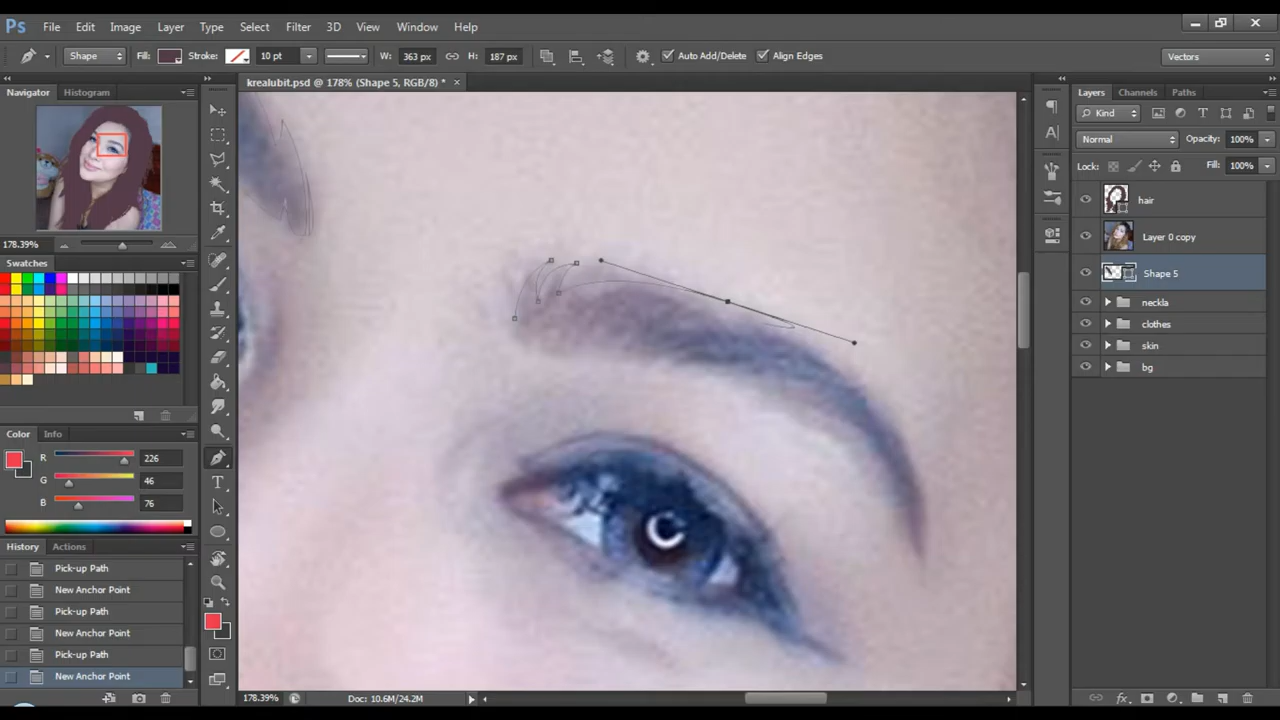 Ps File Edit Image Layer Type Select Filter 3D View Window Help
Shape Fill: Stroke: 10 pt W: 363 px H: 187 px Auto Add/Delete Align Edges Vectors
krealubit.psd @ 178% (Shape 5, RGB/8) * ×
Navigator Histogram
178.39%
Swatches
Color Info
R 226
G 46
B 76
History Actions
Pick-up Path
New Anchor Point
Pick-up Path
New Anchor Point
Pick-up Path
New Anchor Point
178.39% Doc: 10.6M/24.2M
Layers Channels Paths
Kind
Normal Opacity: 100%
Lock: Fill: 100%
hair
Layer 0 copy
Shape 5
neckla
clothes
skin
bg